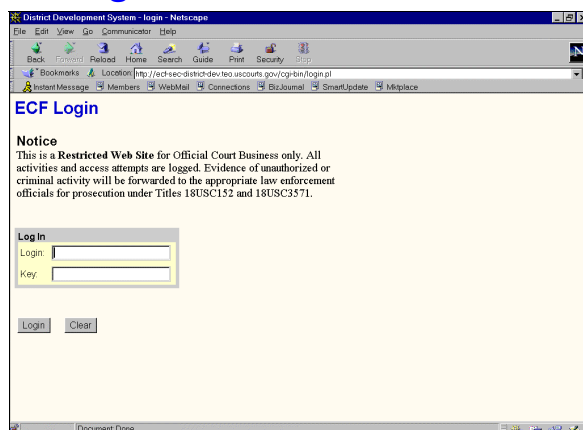 District Development System - login - Netscape
File Edit View Go Communicator Help
Back Forward Reload Home Search Guide Print Security Stop
Bookmarks Location: http://ecf-sec-district-dev.teo.uscourts.gov/cgi-bin/login.pl
Instant Message Members WebMail Connections BizJournal SmartUpdate Mktplace
ECF Login
Notice
This is a Restricted Web Site for Official Court Business only. All
activities and access attempts are logged. Evidence of unauthorized or
criminal activity will be forwarded to the appropriate law enforcement
officials for prosecution under Titles 18USC152 and 18USC3571.
Log In
Login:
Key:
Login Clear
Document: Done